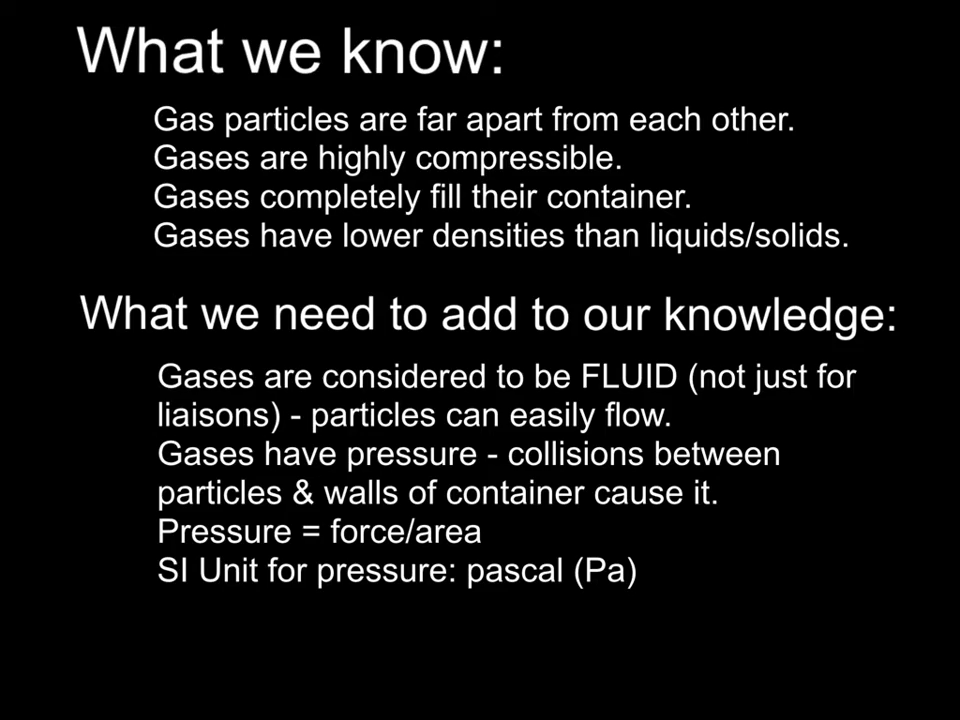 What we know:
Gas particles are far apart from each other.
Gases are highly compressible.
Gases completely fill their container.
Gases have lower densities than liquids/solids.
What we need to add to our knowledge:
Gases are considered to be FLUID (not just for
liaisons) - particles can easily flow.
Gases have pressure - collisions between
particles & walls of container cause it.
Pressure = force/area
SI Unit for pressure: pascal (Pa)